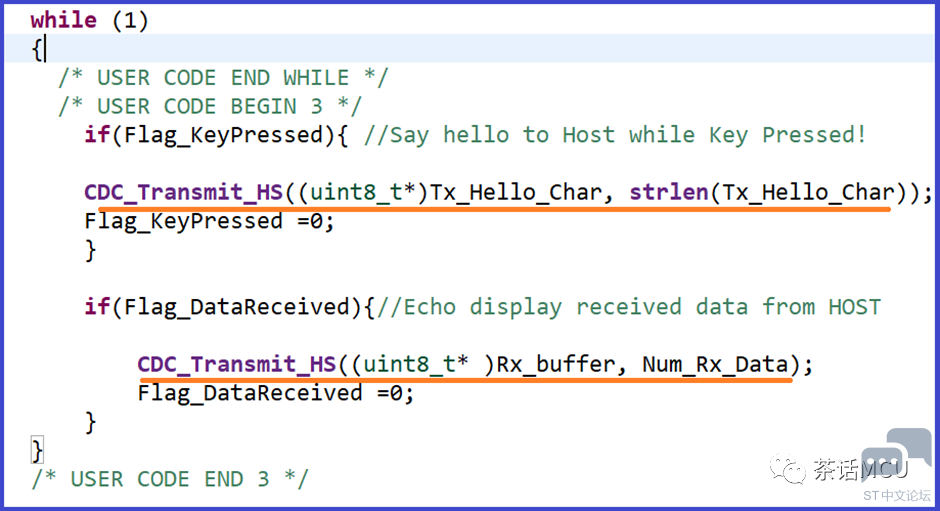 while (1)
{
/* USER CODE END WHILE */
/* USER CODE BEGIN 3 */
if(Flag_KeyPressed){ //Say hello to Host while Key Pressed!
CDC_Transmit_HS((uint8_t*)Tx_Hello_Char, strlen(Tx_Hello_Char));
Flag_KeyPressed =0;
}
if(Flag_DataReceived){//Echo display received data from HOST
CDC_Transmit_HS((uint8_t* )Rx_buffer, Num_Rx_Data);
Flag_DataReceived =0;
}
}
/* USER CODE END 3 */
茶话MCU
ST中文论坛